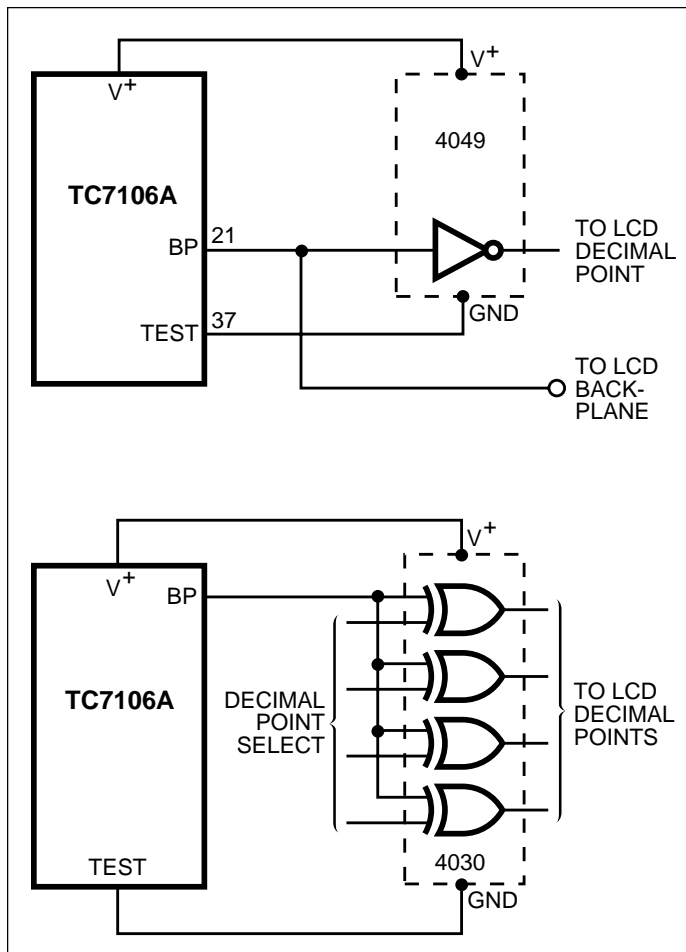 V+
V+
4049
TC7106A
BP
21
TO LCD
DECIMAL
POINT
TEST
37
GND
TO LCD
BACK-
PLANE
V+
V+
BP
TC7106A
DECIMAL
POINT
SELECT
TO LCD
DECIMAL
POINTS
4030
TEST
GND